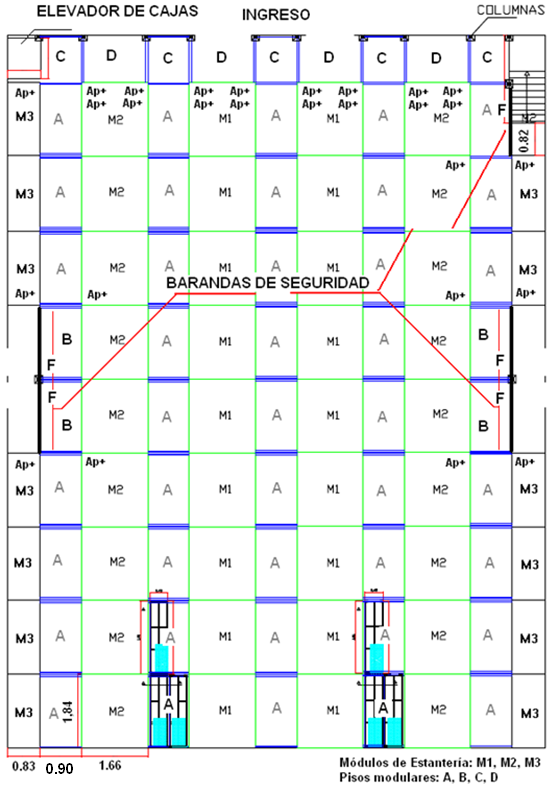 ELEVADOR DE CAJAS INGRESO COLUMNAS
C D C D C D C D C
Ap+ Ap+ Ap+ Ap+ Ap+ Ap+ Ap+ Ap+ Ap+
Ap+ Ap+ Ap+ Ap+ Ap+ Ap+ Ap+ Ap+
M3 A M2 A M1 A M1 A M2 A F M2
0.82
Ap+
M3 A M2 A M1 A M1 A M2 A M3
M3 A M2 A M1 A M1 A M2 A M3
BARANDAS DE SEGURIDAD
Ap+ Ap+ Ap+ Ap+
B M2 A M1 A M1 A M2 B
F F
F F
B M2 A M1 A M1 A M2 B
Ap+ Ap+ Ap+ Ap+
M3 A M2 A M1 A M1 A M2 A M3
M3 A M2 A M1 A M1 A M2 A M3
M3 A M2 A M1 A M1 A M2 A M3
M3 A 1,84 M2 A M1 A M1 A M2 A M3
0.83 0.90 1.66
Módulos de Estantería: M1, M2, M3
Pisos modulares: A, B, C, D